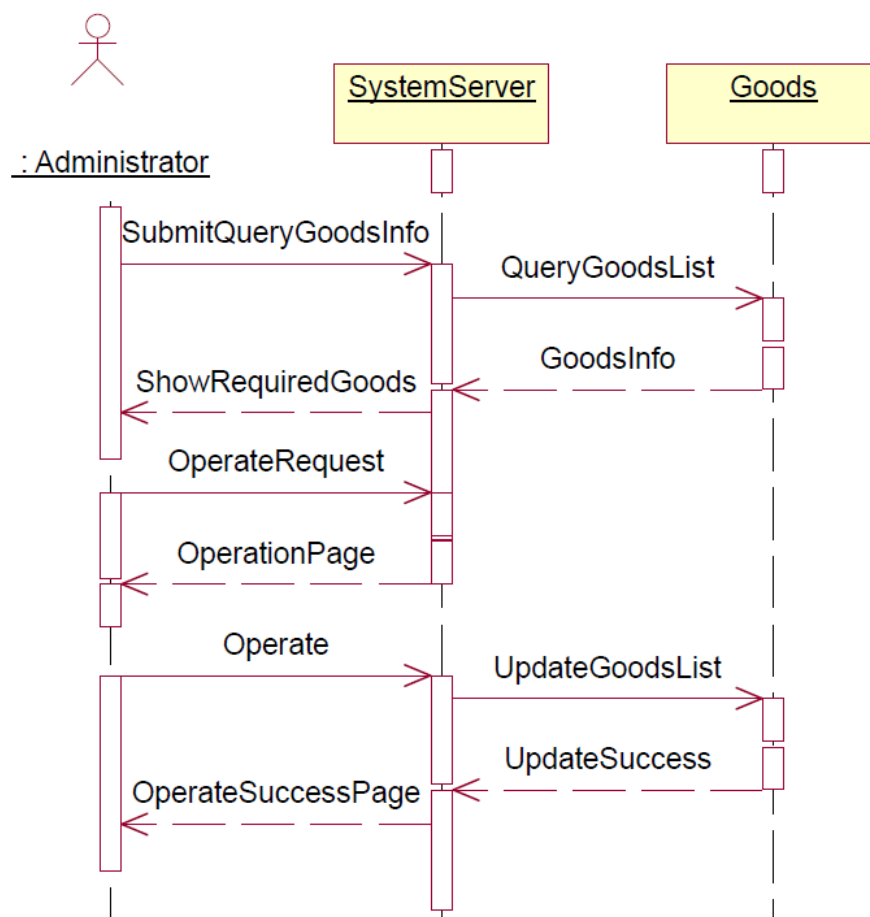 SystemServer
Goods
: Administrator
SubmitQueryGoodsInfo
QueryGoodsList
GoodsInfo
ShowRequiredGoods
OperateRequest
OperationPage
Operate
UpdateGoodsList
UpdateSuccess
OperateSuccessPage